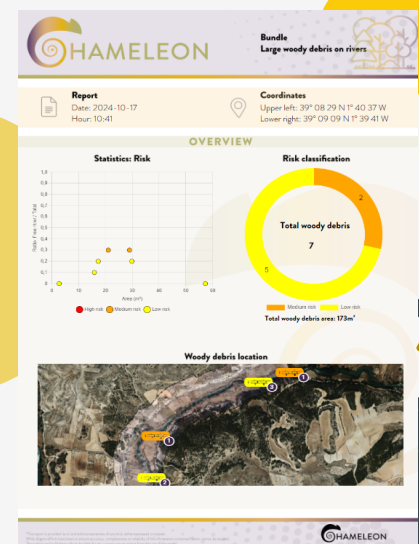 CHAMELEON
Bundle
Large woody debris on rivers
Report
Date: 2024-10-17
Hour: 10:41
Coordinates
Upper left: 39° 08 29 N 1° 40 37 W
Lower right: 39° 09 09 N 1° 39 41 W
OVERVIEW
Statistics: Risk
1,0
0,9
0,8
0,7
0,6
0,5
0,4
0,3
0,2
0,1
0
0 10 20 30 40 50 60
Area (m²)
High risk Medium risk Low risk
Risk classification
2
Total woody debris
7
5
Medium risk Low risk
Total woody debris area: 173m²
Woody debris location
1
3
1
2
CHAMELEON